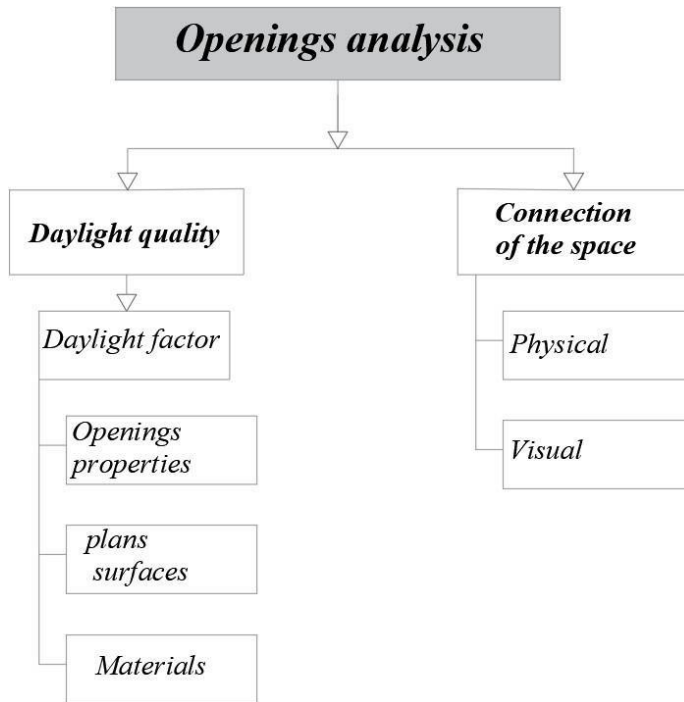 Openings analysis
Daylight quality
Connection
of the space
Daylight factor
Physical
Openings
properties
Visual
plans
surfaces
Materials